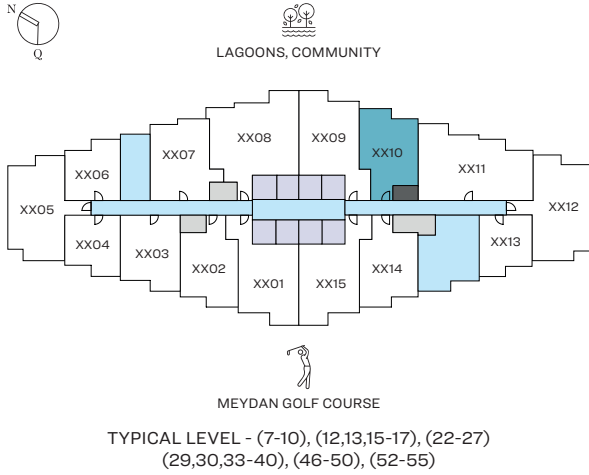 N
Q
LAGOONS, COMMUNITY
XX08
XX09
XX07
XX10
XX06
XX11
XX05
XX12
XX04
XX03
XX02
XX01
XX15
XX14
XX13
MEYDAN GOLF COURSE
TYPICAL LEVEL - (7-10), (12,13,15-17), (22-27)
(29,30,33-40), (46-50), (52-55)